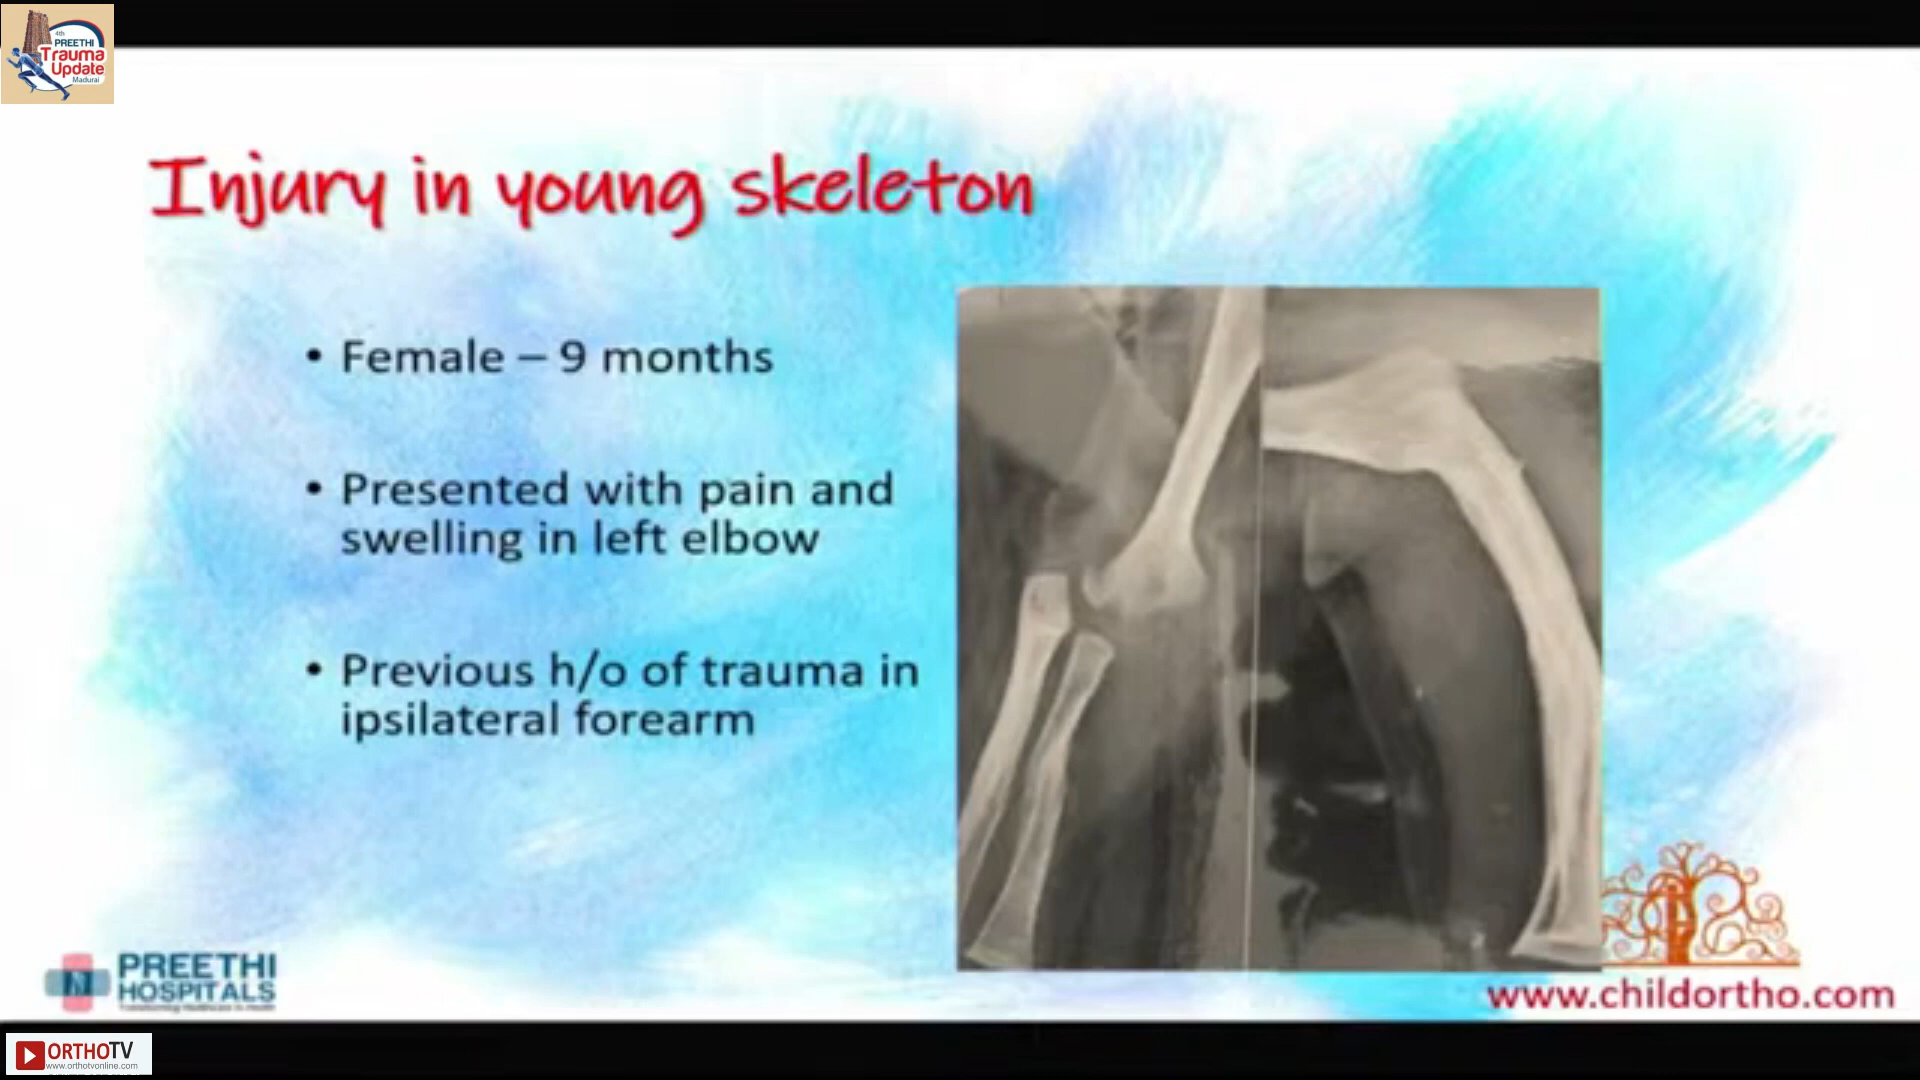 4th
PREETHI
Trauma
Update
Madurai
Injury in young skeleton
• Female – 9 months
• Presented with pain and
swelling in left elbow
• Previous h/o of trauma in
ipsilateral forearm
PREETHI
HOSPITALS
www.childortho.com
ORTHOTV
www.orthotvonline.com